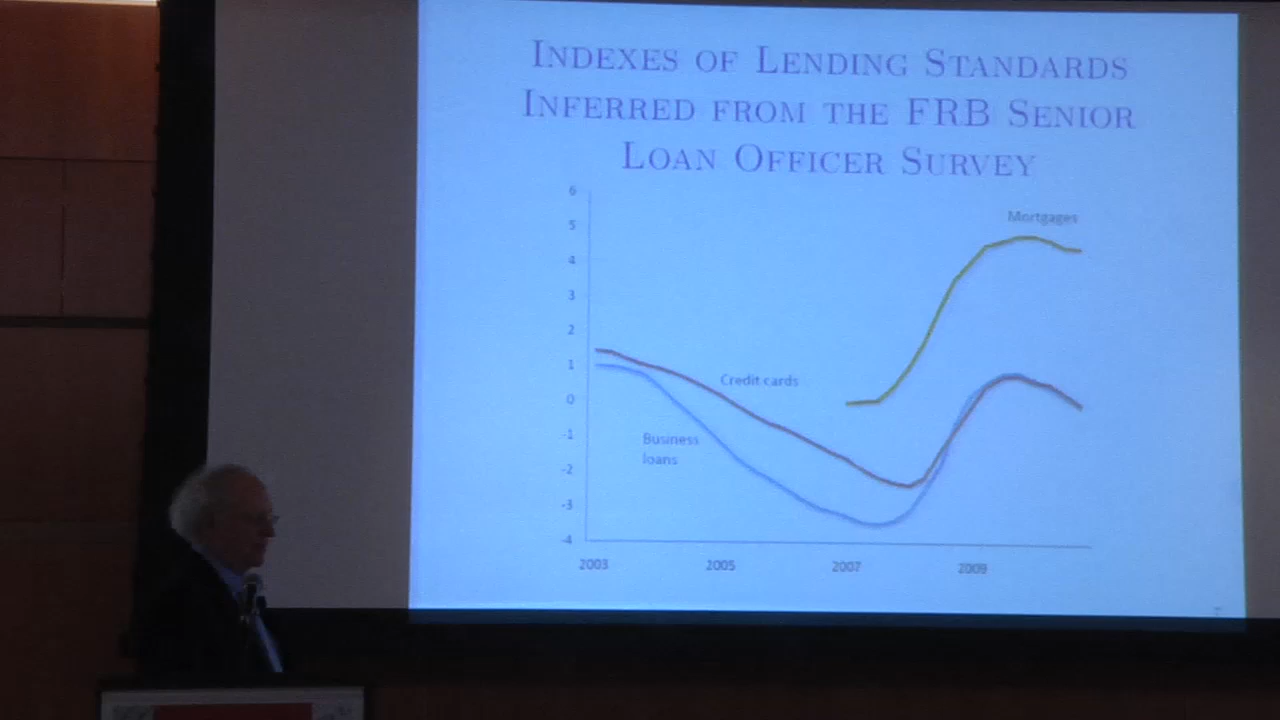 INDEXES OF LENDING STANDARDS
INFERRED FROM THE FRB SENIOR
LOAN OFFICER SURVEY
6
5
4
3
2
1
0
-1
-2
-3
-4
Mortgages
Credit cards
Business
loans
2003
2005
2007
2009